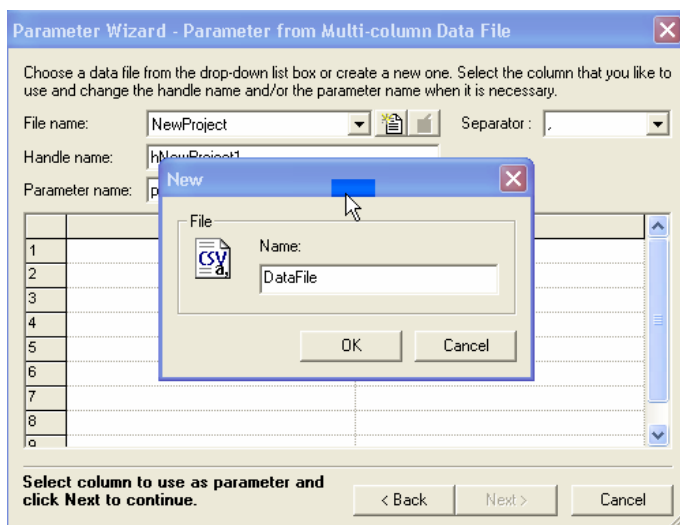 Parameter Wizard - Parameter from Multi-column Data File
Choose a data file from the drop-down list box or create a new one. Select the column that you like to
use and change the handle name and/or the parameter name when it is necessary.
File name: NewProject Separator : ,
Handle name: hNewProject1
Parameter name: p
New
File
Name:
csv
a,
DataFile
OK Cancel
1
2
3
4
5
6
7
8
9
Select column to use as parameter and
click Next to continue.
< Back Next > Cancel